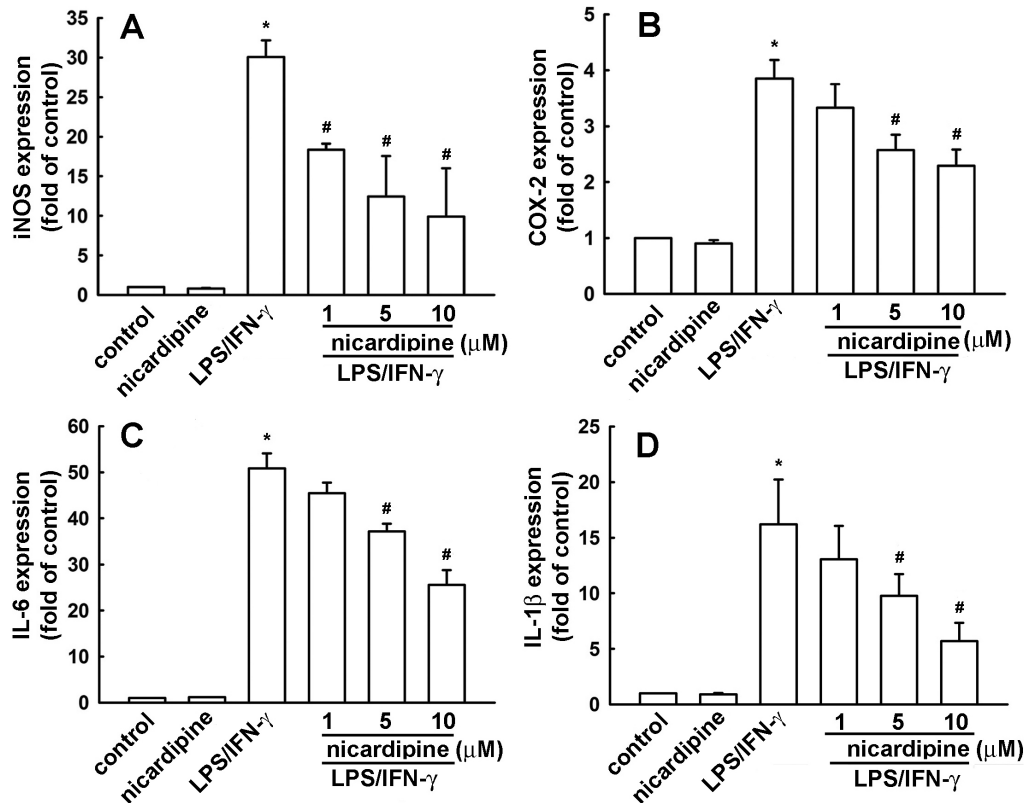 A
iNOS expression
(fold of control)
35
30
25
20
15
10
5
0
*
#
#
#
control
nicardipine
LPS/IFN-γ
1 5 10
nicardipine (μM)
LPS/IFN-γ
B
COX-2 expression
(fold of control)
5
4
3
2
1
0
*
#
#
control
nicardipine
LPS/IFN-γ
1 5 10
nicardipine (μM)
LPS/IFN-γ
C
IL-6 expression
(fold of control)
60
50
40
30
20
10
0
*
#
#
control
nicardipine
LPS/IFN-γ
1 5 10
nicardipine (μM)
LPS/IFN-γ
D
IL-1β expression
(fold of control)
25
20
15
10
5
0
*
#
#
control
nicardipine
LPS/IFN-γ
1 5 10
nicardipine (μM)
LPS/IFN-γ